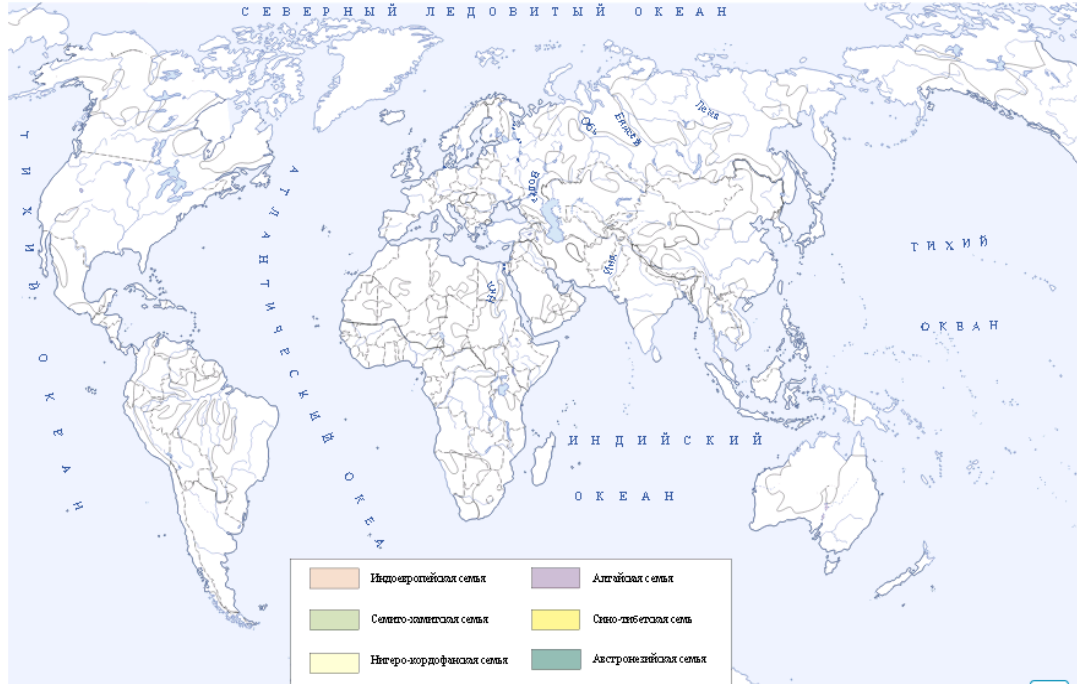 СЕВЕРНЫЙ ЛЕДОВИТЫЙ ОКЕАН
ТИХИЙ ОКЕАН
АТЛАНТИЧЕСКИЙ ОКЕАН
Обь
Енисей
Лена
Волга
Инд
Нил
ТИХИЙ
ОКЕАН
ИНДИЙСКИЙ
ОКЕАН
Индоевропейская семья
Алтайская семья
Семито-хамитская семья
Сино-тибетская семь
Нигеро-кордофанская семья
Австронезийская семья